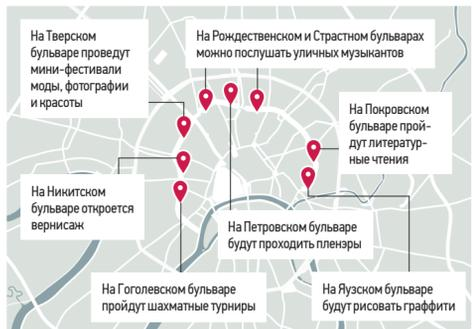 На Тверском
бульваре проведут
мини-фестивали
моды, фотографии
и красоты
На Рождественском и Страстном бульварах
можно послушать уличных музыкантов
На Покровском
бульваре прой-
дут литератур-
ные чтения
На Никитском
бульваре откроется
вернисаж
На Петровском бульваре
будут проходить пленэры
На Гоголевском бульваре
пройдут шахматные турниры
На Яузском бульваре
будут рисовать граффити